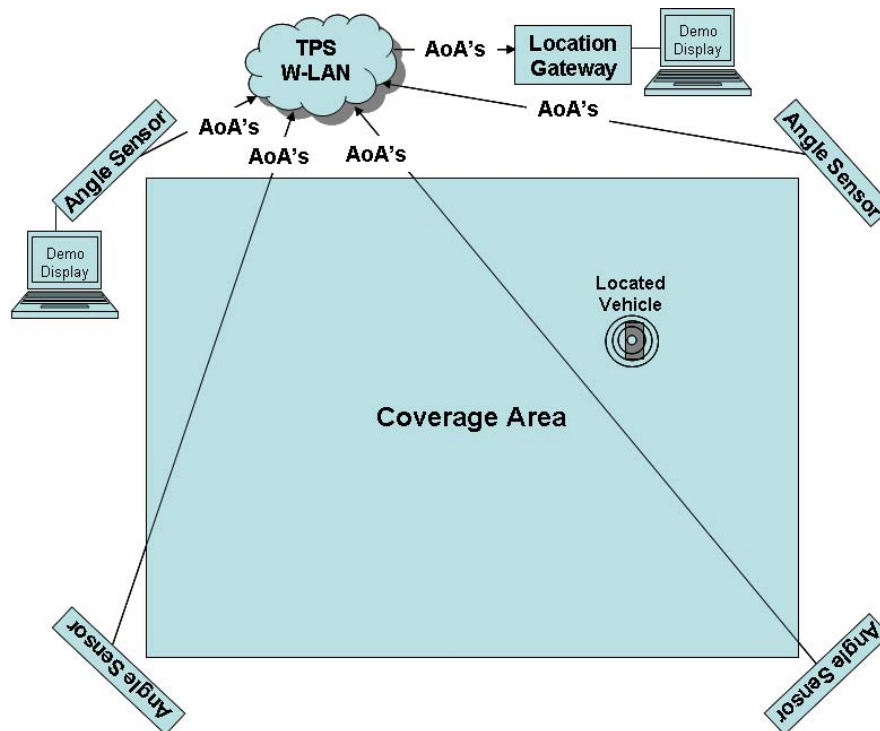 TPS
W-LAN
AoA's
Location
Gateway
Demo
Display
AoA's
AoA's
AoA's
AoA's
Angle Sensor
Angle Sensor
Demo
Display
Located
Vehicle
Coverage Area
Angle Sensor
Angle Sensor